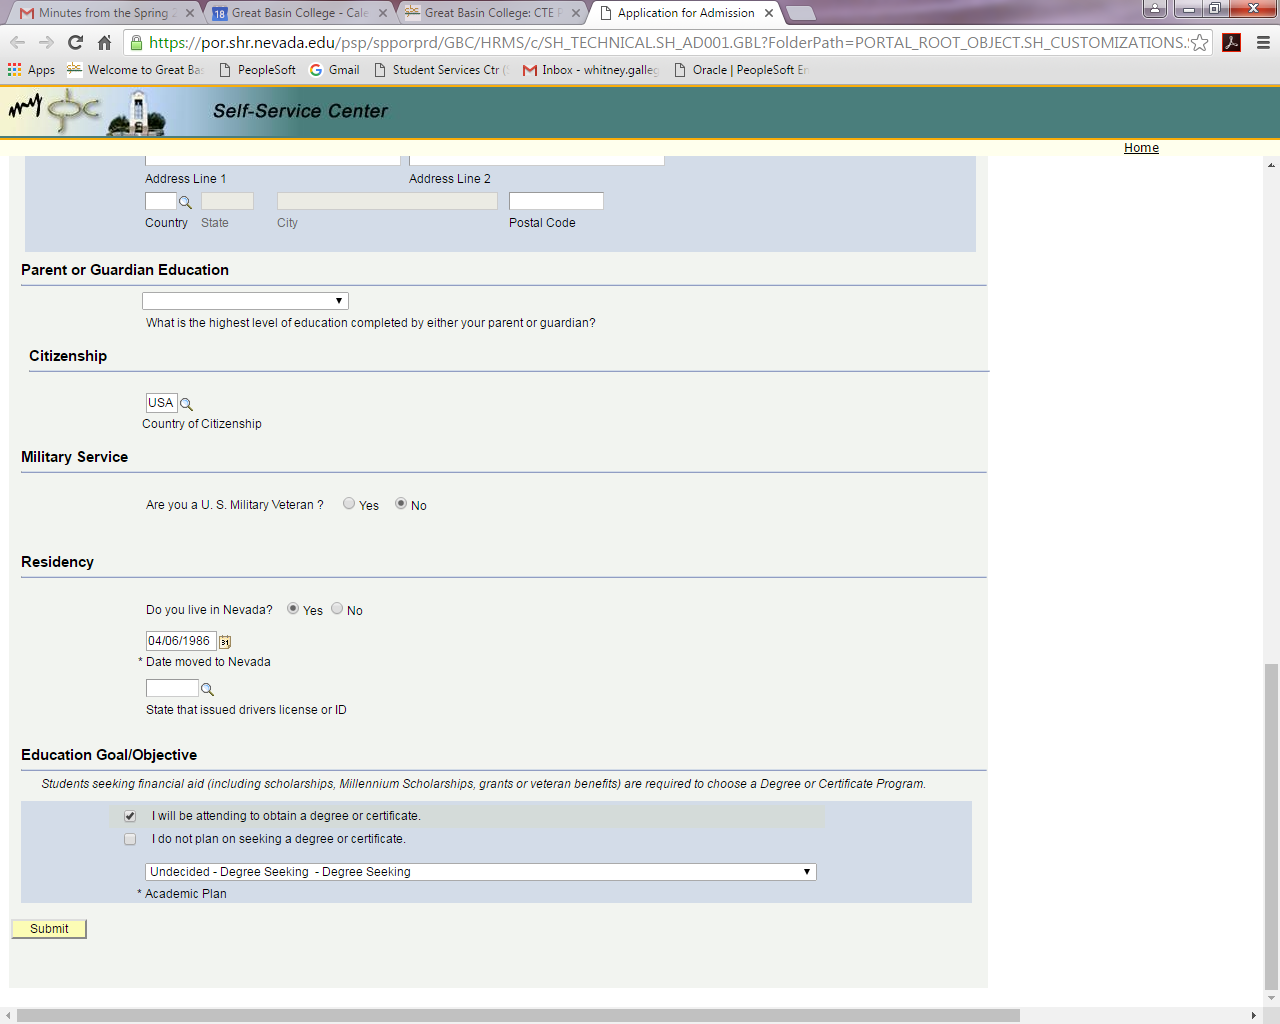 Minutes from the Spring 2
18 Great Basin College - Cale
Great Basin College: CTE P
Application for Admission
https://por.shr.nevada.edu/psp/spporprd/GBC/HRMS/c/SH_TECHNICAL.SH_AD001.GBL?FolderPath=PORTAL_ROOT_OBJECT.SH_CUSTOMIZATIONS.
Apps
Welcome to Great Ba
PeopleSoft
Gmail
Student Services Ctr (
Inbox - whitney.galleg
Oracle | PeopleSoft En
my gbc
Self-Service Center
Home
Address Line 1 Address Line 2
Country State City Postal Code
Parent or Guardian Education
What is the highest level of education completed by either your parent or guardian?
Citizenship
USA
Country of Citizenship
Military Service
Are you a U. S. Military Veteran ? Yes No
Residency
Do you live in Nevada? Yes No
04/06/1986 31
* Date moved to Nevada
State that issued drivers license or ID
Education Goal/Objective
Students seeking financial aid (including scholarships, Millennium Scholarships, grants or veteran benefits) are required to choose a Degree or Certificate Program.
I will be attending to obtain a degree or certificate.
I do not plan on seeking a degree or certificate.
Undecided - Degree Seeking - Degree Seeking
* Academic Plan
Submit